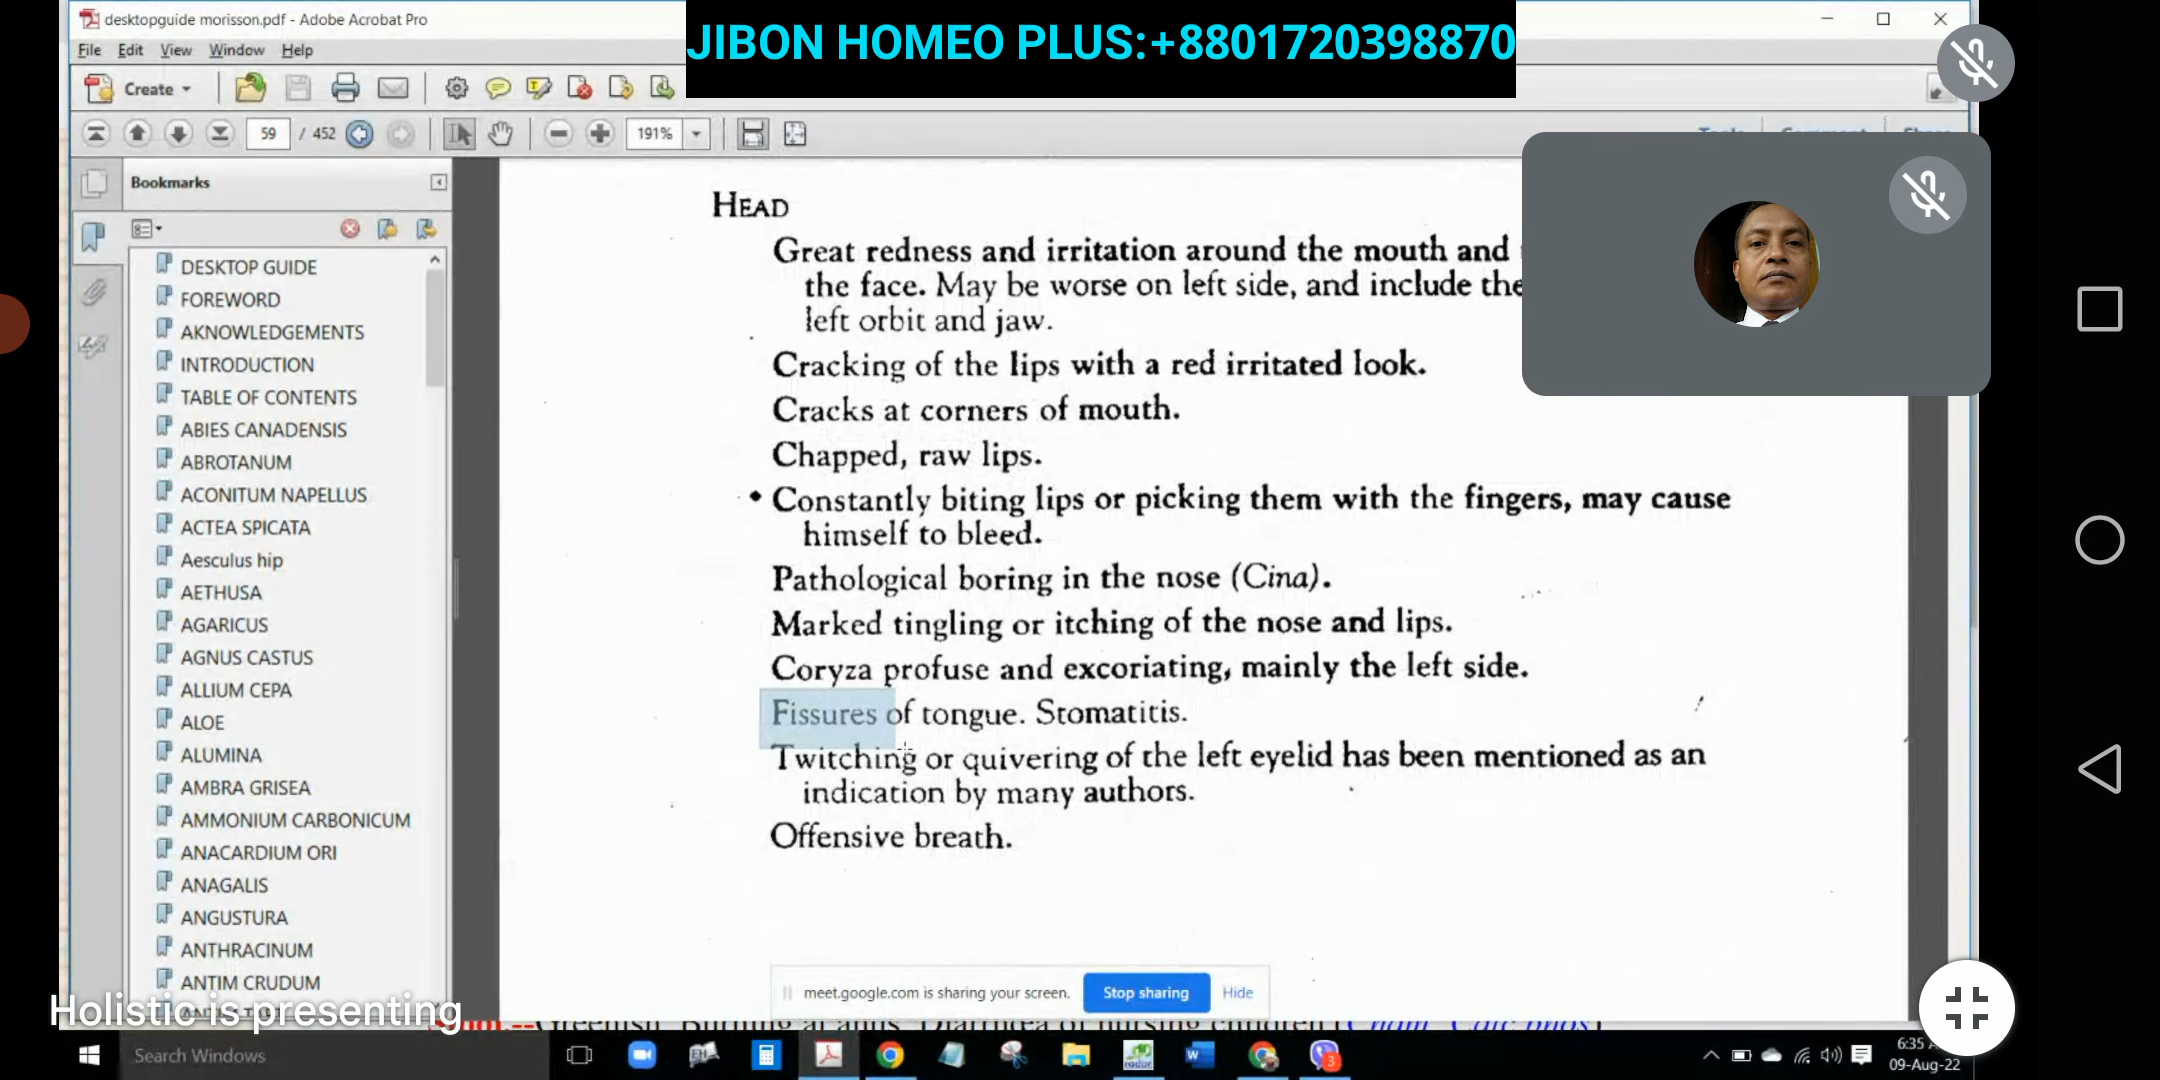 desktopguide morisson.pdf - Adobe Acrobat Pro
JIBON HOMEO PLUS:+8801720398870
File Edit View Window Help
Create
59 / 452
191%
Bookmarks
DESKTOP GUIDE
FOREWORD
AKNOWLEDGEMENTS
INTRODUCTION
TABLE OF CONTENTS
ABIES CANADENSIS
ABROTANUM
ACONITUM NAPELLUS
ACTEA SPICATA
Aesculus hip
AETHUSA
AGARICUS
AGNUS CASTUS
ALLIUM CEPA
ALOE
ALUMINA
AMBRA GRISEA
AMMONIUM CARBONICUM
ANACARDIUM ORI
ANAGALIS
ANGUSTURA
ANTHRACINUM
ANTIM CRUDUM
HEAD
Great redness and irritation around the mouth and
the face. May be worse on left side, and include the
left orbit and jaw.
Cracking of the lips with a red irritated look.
Cracks at corners of mouth.
Chapped, raw lips.
• Constantly biting lips or picking them with the fingers, may cause
himself to bleed.
Pathological boring in the nose (Cina).
Marked tingling or itching of the nose and lips.
Coryza profuse and excoriating, mainly the left side.
Fissures of tongue. Stomatitis.
Twitching or quivering of the left eyelid has been mentioned as an
indication by many authors.
Offensive breath.
meet.google.com is sharing your screen. Stop sharing Hide
Holistic is presenting
Search Windows
3
6:35
09-Aug-22